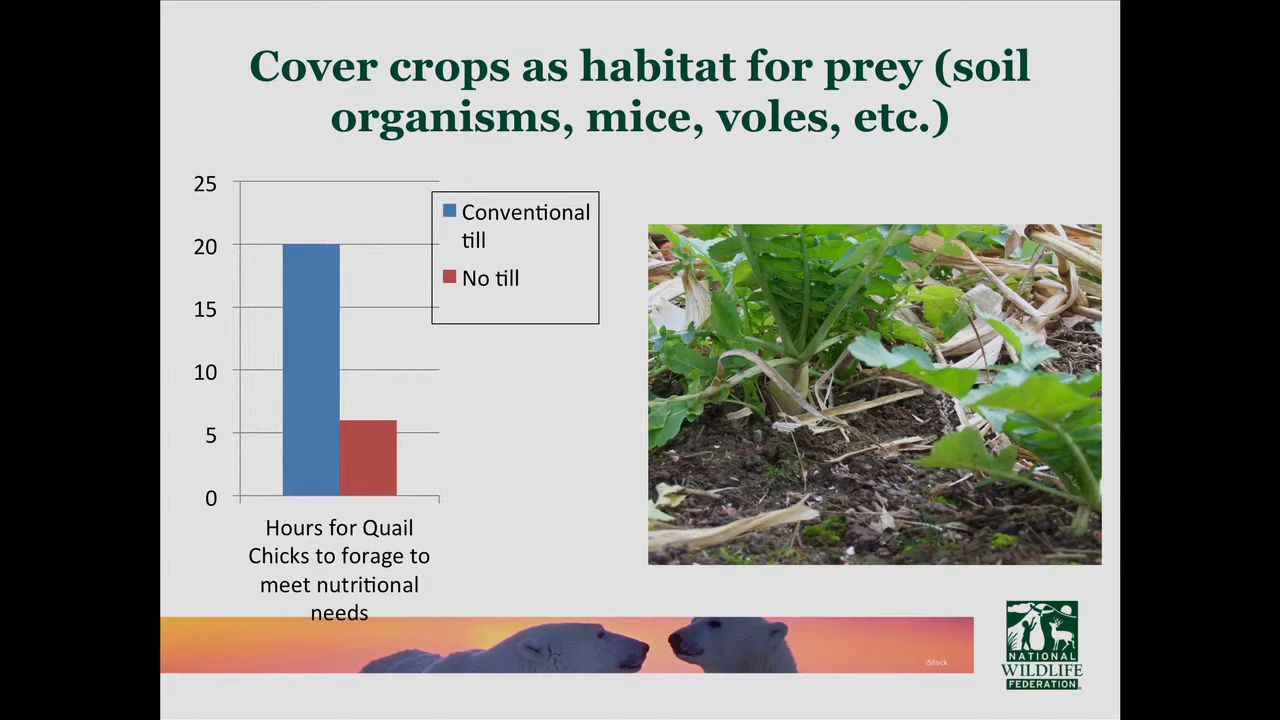 Cover crops as habitat for prey (soil
organisms, mice, voles, etc.)
25
20
15
10
5
0
Conventional
till
No till
Hours for Quail
Chicks to forage to
meet nutritional
needs
iStock
NATIONAL
WILDLIFE
FEDERATION